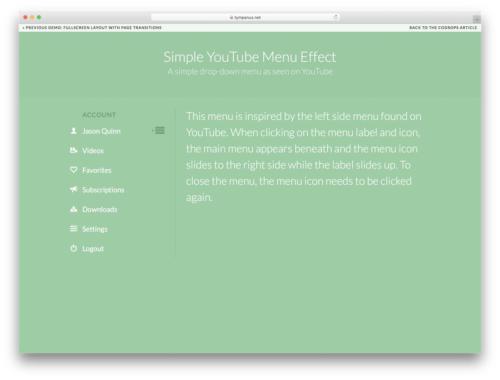 tympanus.net
‹ PREVIOUS DEMO: FULLSCREEN LAYOUT WITH PAGE TRANSITIONS
BACK TO THE CODROPS ARTICLE
Simple YouTube Menu Effect
A simple drop-down menu as seen on YouTube
ACCOUNT
Jason Quinn
Videos
Favorites
Subscriptions
Downloads
Settings
Logout
This menu is inspired by the left side menu found on
YouTube. When clicking on the menu label and icon,
the main menu appears beneath and the menu icon
slides to the right side while the label slides up. To
close the menu, the menu icon needs to be clicked
again.